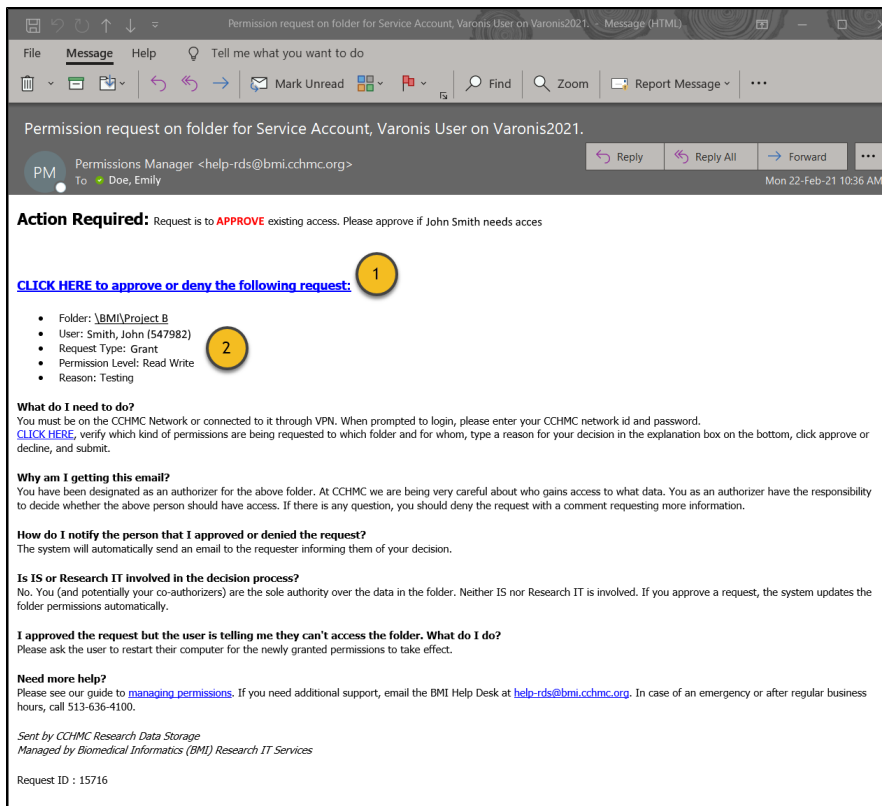 Permission request on folder for Service Account, Varonis User on Varonis2021. - Message (HTML)
File Message Help Tell me what you want to do
Mark Unread Find Zoom Report Message
Permission request on folder for Service Account, Varonis User on Varonis2021.
PM
Permissions Manager <help-rds@bmi.cchmc.org>
To Doe, Emily
Reply Reply All Forward
Mon 22-Feb-21 10:36 AM
Action Required: Request is to APPROVE existing access. Please approve if John Smith needs acces
CLICK HERE to approve or deny the following request:
1
• Folder: \BMI\Project B
• User: Smith, John (547982)
• Request Type: Grant
• Permission Level: Read Write
• Reason: Testing
2
What do I need to do?
You must be on the CCHMC Network or connected to it through VPN. When prompted to login, please enter your CCHMC network id and password.
CLICK HERE, verify which kind of permissions are being requested to which folder and for whom, type a reason for your decision in the explanation box on the bottom, click approve or
decline, and submit.
Why am I getting this email?
You have been designated as an authorizer for the above folder. At CCHMC we are being very careful about who gains access to what data. You as an authorizer have the responsibility
to decide whether the above person should have access. If there is any question, you should deny the request with a comment requesting more information.
How do I notify the person that I approved or denied the request?
The system will automatically send an email to the requester informing them of your decision.
Is IS or Research IT involved in the decision process?
No. You (and potentially your co-authorizers) are the sole authority over the data in the folder. Neither IS nor Research IT is involved. If you approve a request, the system updates the
folder permissions automatically.
I approved the request but the user is telling me they can't access the folder. What do I do?
Please ask the user to restart their computer for the newly granted permissions to take effect.
Need more help?
Please see our guide to managing permissions. If you need additional support, email the BMI Help Desk at help-rds@bmi.cchmc.org. In case of an emergency or after regular business
hours, call 513-636-4100.
Sent by CCHMC Research Data Storage
Managed by Biomedical Informatics (BMI) Research IT Services
Request ID : 15716